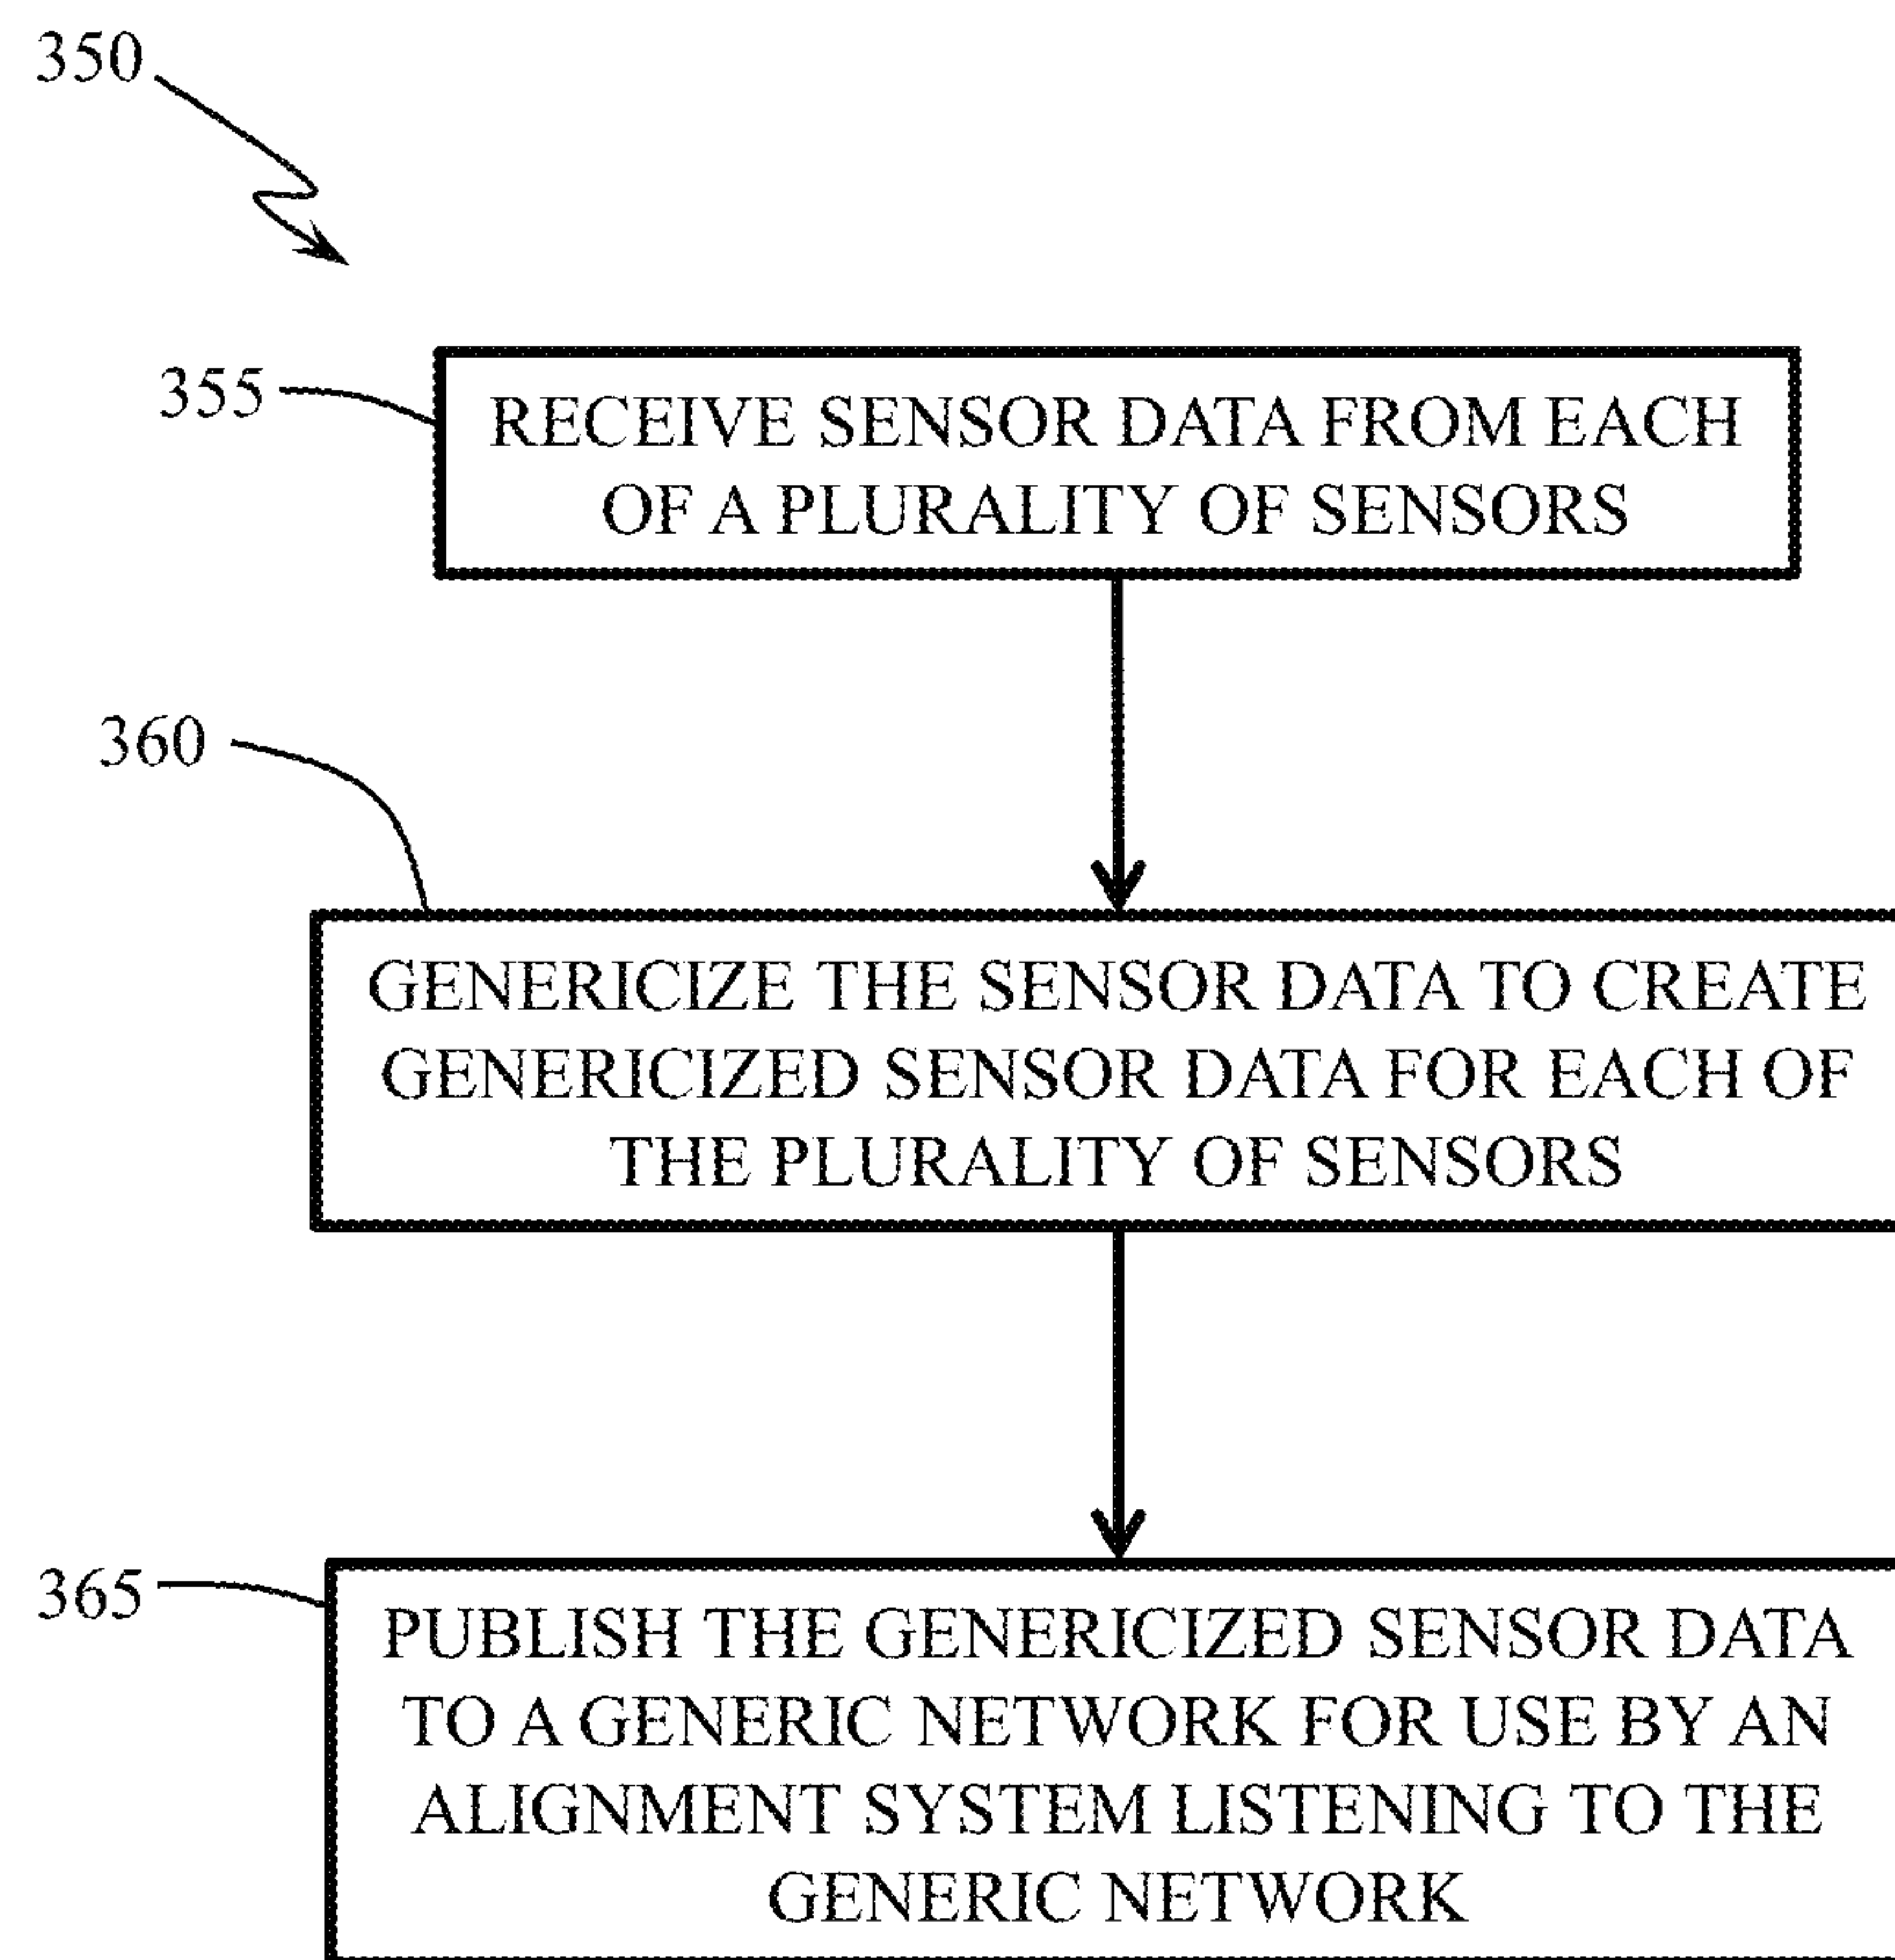 350
355
RECEIVE SENSOR DATA FROM EACH
OF A PLURALITY OF SENSORS
360
GENERICIZE THE SENSOR DATA TO CREATE
GENERICIZED SENSOR DATA FOR EACH OF
THE PLURALITY OF SENSORS
365
PUBLISH THE GENERICIZED SENSOR DATA
TO A GENERIC NETWORK FOR USE BY AN
ALIGNMENT SYSTEM LISTENING TO THE
GENERIC NETWORK